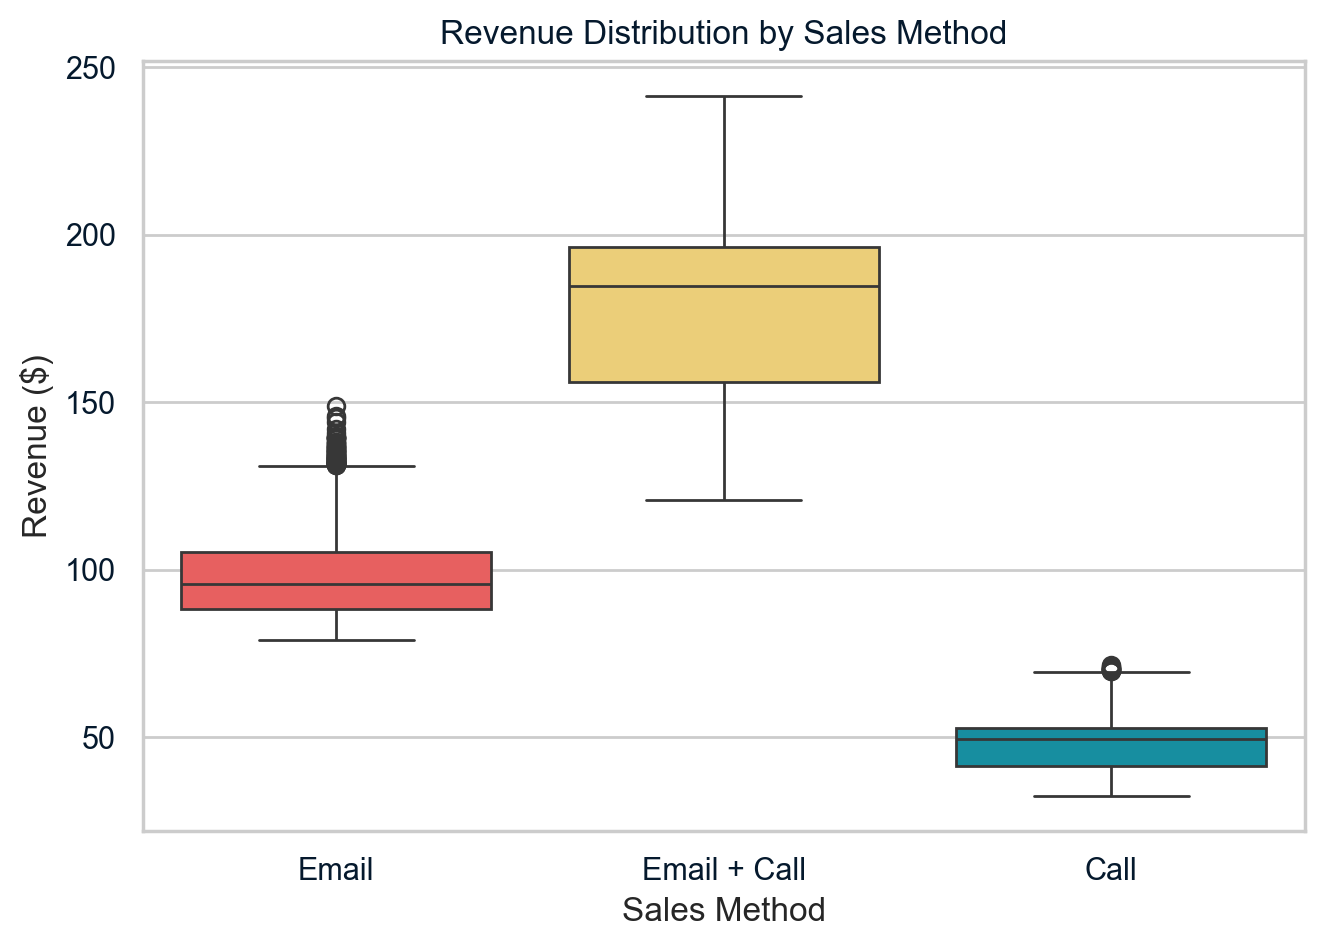 Revenue Distribution by Sales Method
250
200
150
100
50
Revenue ($)
Email
Email + Call
Call
Sales Method